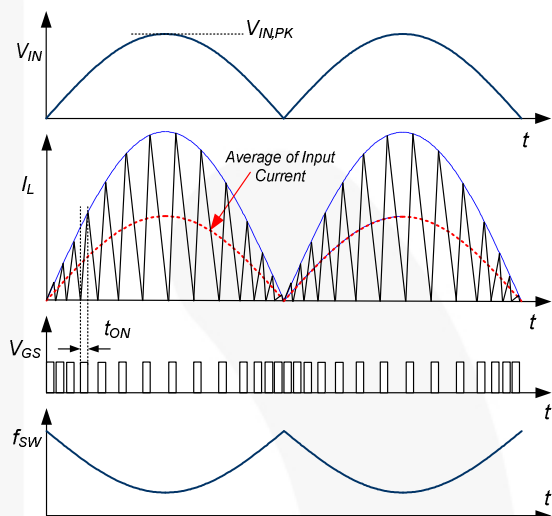 V_IN
V_IN,PK
t
I_L
Average of Input
Current
t
V_GS
t_ON
t
f_SW
t